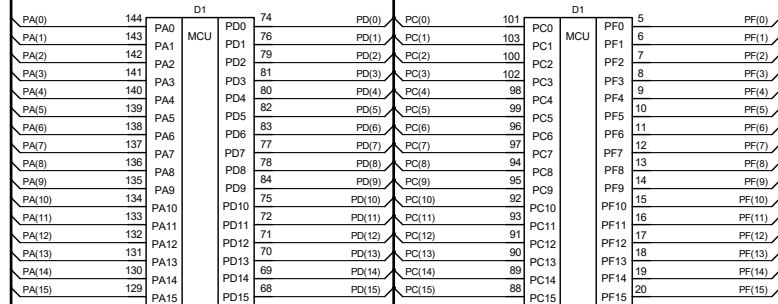 D1 D1
PA(0) 144 PA0 MCU PD0 74 PD(0) PC(0) 101 PC0 MCU PF0 5 PF(0)
PA(1) 143 PA1 PD1 76 PD(1) PC(1) 103 PC1 PF1 6 PF(1)
PA(2) 142 PA2 PD2 79 PD(2) PC(2) 100 PC2 PF2 7 PF(2)
PA(3) 141 PA3 PD3 81 PD(3) PC(3) 102 PC3 PF3 8 PF(3)
PA(4) 140 PA4 PD4 80 PD(4) PC(4) 98 PC4 PF4 9 PF(4)
PA(5) 139 PA5 PD5 82 PD(5) PC(5) 99 PC5 PF5 10 PF(5)
PA(6) 138 PA6 PD6 83 PD(6) PC(6) 96 PC6 PF6 11 PF(6)
PA(7) 137 PA7 PD7 77 PD(7) PC(7) 97 PC7 PF7 12 PF(7)
PA(8) 136 PA8 PD8 78 PD(8) PC(8) 94 PC8 PF8 13 PF(8)
PA(9) 135 PA9 PD9 84 PD(9) PC(9) 95 PC9 PF9 14 PF(9)
PA(10) 134 PA10 PD10 75 PD(10) PC(10) 92 PC10 PF10 15 PF(10)
PA(11) 133 PA11 PD11 72 PD(11) PC(11) 93 PC11 PF11 16 PF(11)
PA(12) 132 PA12 PD12 71 PD(12) PC(12) 91 PC12 PF12 17 PF(12)
PA(13) 131 PA13 PD13 70 PD(13) PC(13) 90 PC13 PF13 18 PF(13)
PA(14) 130 PA14 PD14 69 PD(14) PC(14) 89 PC14 PF14 19 PF(14)
PA(15) 129 PA15 PD15 68 PD(15) PC(15) 88 PC15 PF15 20 PF(15)